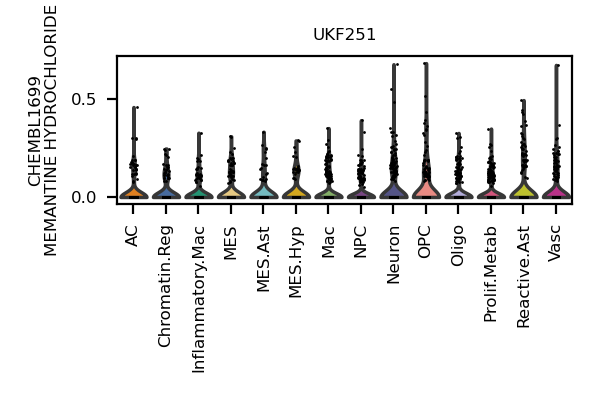 UKF251
CHEMBL1699
MEMANTINE HYDROCHLORIDE
0.5
0.0
AC
Chromatin.Reg
Inflammatory.Mac
MES
MES.Ast
MES.Hyp
Mac
NPC
Neuron
OPC
Oligo
Prolif.Metab
Reactive.Ast
Vasc